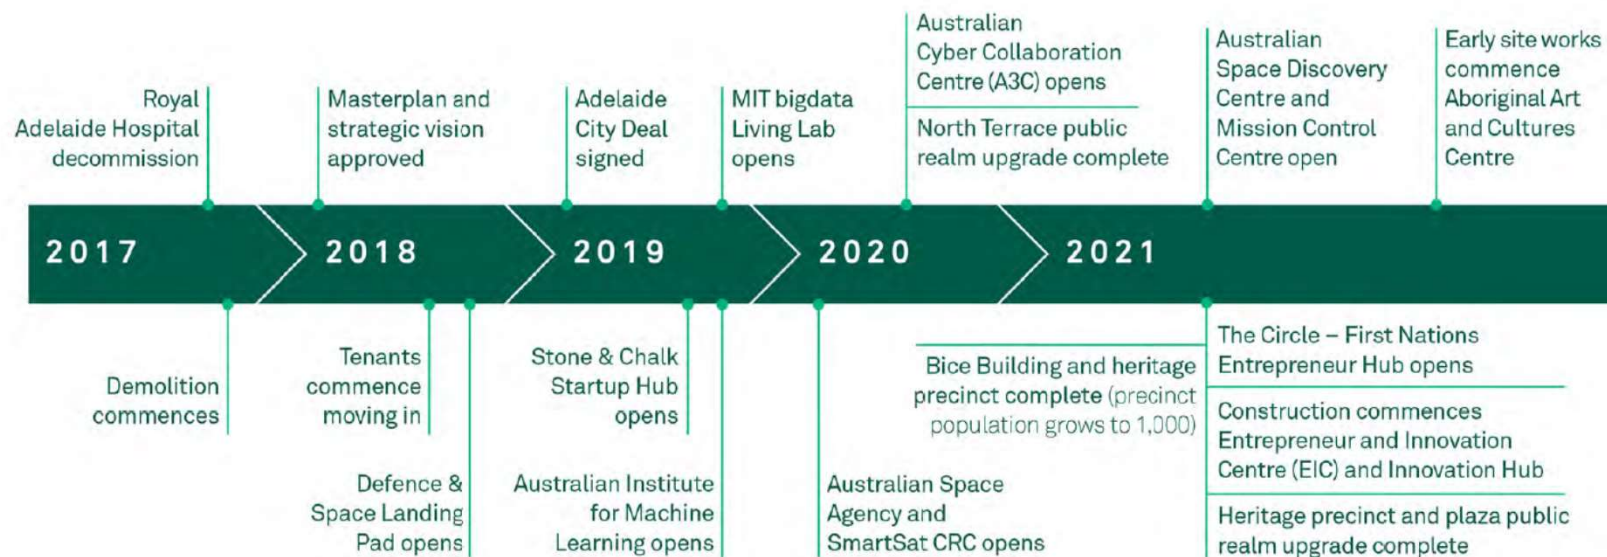 Royal
Adelaide Hospital
decommission
Masterplan and
strategic vision
approved
Adelaide
City Deal
signed
MIT bigdata
Living Lab
opens
Australian
Cyber Collaboration
Centre (A3C) opens
North Terrace public
realm upgrade complete
Australian
Space Discovery
Centre and
Mission Control
Centre open
Early site works
commence
Aboriginal Art
and Cultures
Centre
2017
2018
2019
2020
2021
Demolition
commences
Tenants
commence
moving in
Defence &
Space Landing
Pad opens
Stone & Chalk
Startup Hub
opens
Australian Institute
for Machine
Learning opens
Australian Space
Agency and
SmartSat CRC opens
Bice Building and heritage
precinct complete (precinct
population grows to 1,000)
The Circle – First Nations
Entrepreneur Hub opens
Construction commences
Entrepreneur and Innovation
Centre (EIC) and Innovation Hub
Heritage precinct and plaza public
realm upgrade complete